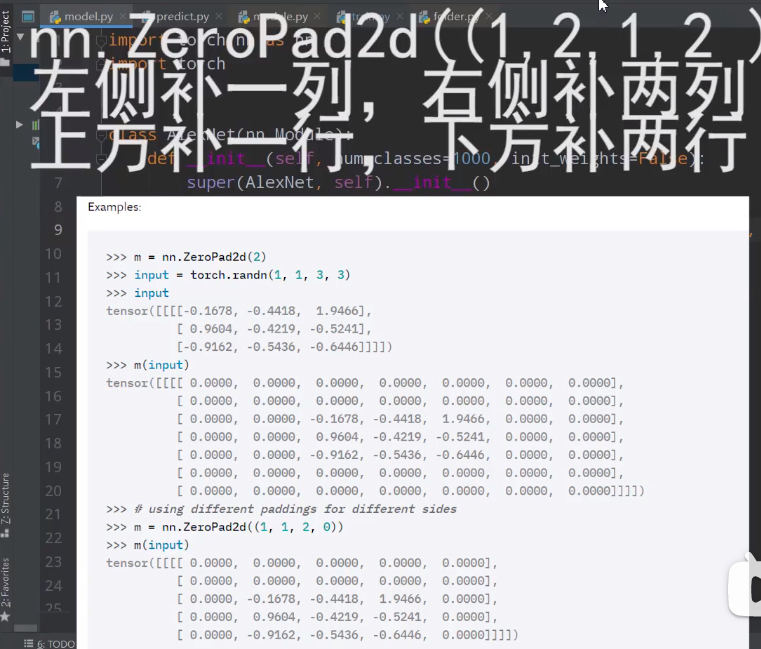 model.py × predict.py × module.py × train.py × folder.py ×
nn.ZeroPad2d((1, 2, 1, 2 )
左侧补一列，右侧补两列
上方补一行，下方补两行
1: Project
import torch.nn as nn
import torch
class AlexNet(nn.Module):
def __init__(self, num_classes=1000, init_weights=False):
7 super(AlexNet, self).__init__()
8
9
10
11
12
13
14
15
16
17
18
19
20
21
22
23
24
25
Examples:
>>> m = nn.ZeroPad2d(2)
>>> input = torch.randn(1, 1, 3, 3)
>>> input
tensor([[[[-0.1678, -0.4418,  1.9466],
[ 0.9604, -0.4219, -0.5241],
[-0.9162, -0.5436, -0.6446]]]])
>>> m(input)
tensor([[[[ 0.0000,  0.0000,  0.0000,  0.0000,  0.0000,  0.0000,  0.0000],
[ 0.0000,  0.0000,  0.0000,  0.0000,  0.0000,  0.0000,  0.0000],
[ 0.0000,  0.0000, -0.1678, -0.4418,  1.9466,  0.0000,  0.0000],
[ 0.0000,  0.0000,  0.9604, -0.4219, -0.5241,  0.0000,  0.0000],
[ 0.0000,  0.0000, -0.9162, -0.5436, -0.6446,  0.0000,  0.0000],
[ 0.0000,  0.0000,  0.0000,  0.0000,  0.0000,  0.0000,  0.0000],
[ 0.0000,  0.0000,  0.0000,  0.0000,  0.0000,  0.0000,  0.0000]]]])
>>> # using different paddings for different sides
>>> m = nn.ZeroPad2d((1, 1, 2, 0))
>>> m(input)
tensor([[[[ 0.0000,  0.0000,  0.0000,  0.0000,  0.0000],
[ 0.0000,  0.0000,  0.0000,  0.0000,  0.0000],
[ 0.0000, -0.1678, -0.4418,  1.9466,  0.0000],
[ 0.0000,  0.9604, -0.4219, -0.5241,  0.0000],
[ 0.0000, -0.9162, -0.5436, -0.6446,  0.0000]]]])
Z: Structure
2: Favorites
6: TODO